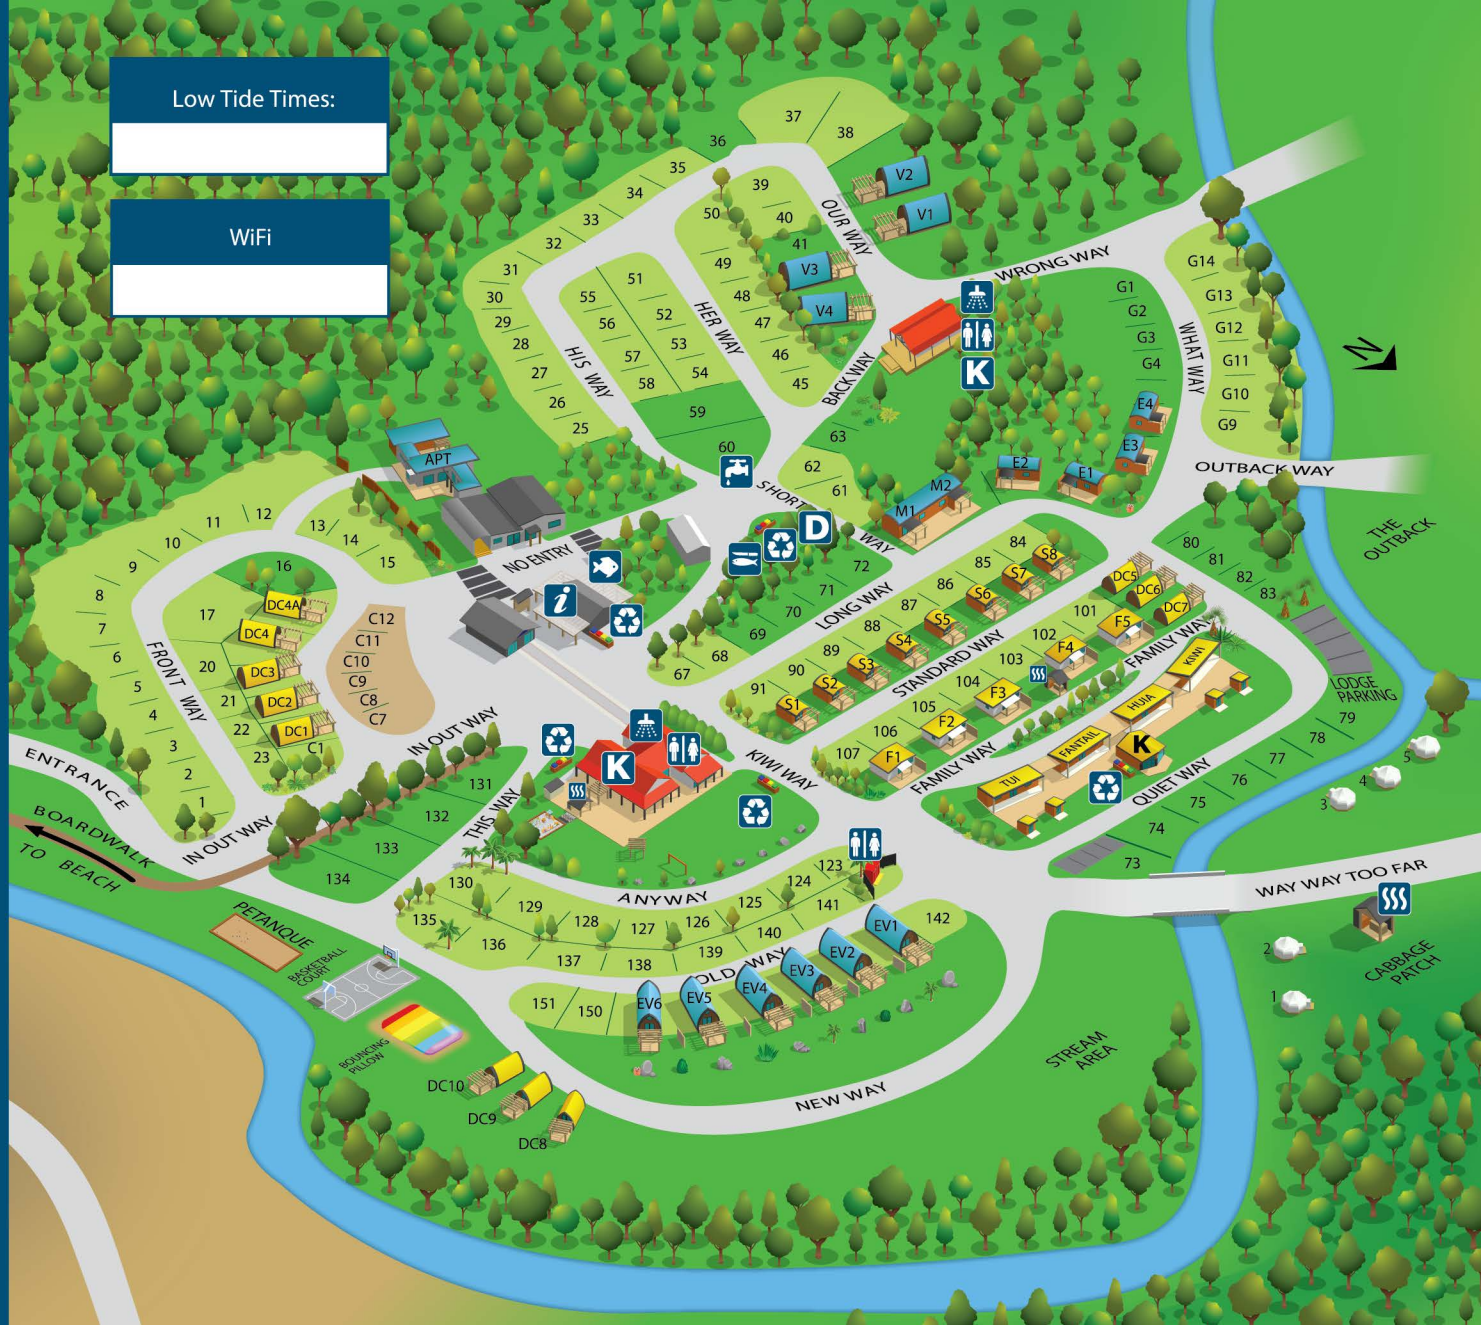 Low Tide Times:
WiFi
37
38
36
35
34
33
32
31
30
29
28
27
26
25
39
40
41
50
49
48
47
46
45
OUR WAY
V2
V1
V3
V4
WRONG WAY
K
BACKWAY
HER WAY
HIS WAY
51
52
53
54
55
56
57
58
59
60
63
62
61
G1
G2
G3
G4
WHAT WAY
G14
G13
G12
G11
G10
G9
N
E4
E3
E2
E1
M2
M1
OUTBACK WAY
THE
OUTBACK
SHORT
WAY
D
APT
NO ENTRY
i
12
11
10
9
8
7
6
5
4
3
2
1
13
14
15
16
17
20
21
22
23
DC4A
DC4
DC3
DC2
DC1
C1
C12
C11
C10
C9
C8
C7
FRONT WAY
IN OUT WAY
IN OUT WAY
ENTRANCE
BOARDWALK
TO BEACH
72
71
70
69
68
67
LONG WAY
84
85
86
87
88
89
90
91
S8
S7
S6
S5
S4
S3
S2
S1
STANDARD WAY
101
102
103
104
105
106
107
DC5
DC6
DC7
F5
F4
F3
F2
F1
FAMILY WAY
FAMILY WAY
KIWI
HUIA
FANTAIL
TUI
K
QUIET WAY
80
81
82
83
LODGE
PARKING
79
78
77
76
75
74
73
5
4
3
2
1
WAY WAY TOO FAR
CABBAGE
PATCH
STREAM
AREA
KIWI WAY
K
THIS WAY
131
132
133
134
ANYWAY
123
124
125
126
127
128
129
130
135
136
137
138
139
140
141
142
OLD WAY
EV1
EV2
EV3
EV4
EV5
EV6
151
150
NEW WAY
PETANQUE
BASKETBALL
COURT
BOUNCING
PILLOW
DC10
DC9
DC8